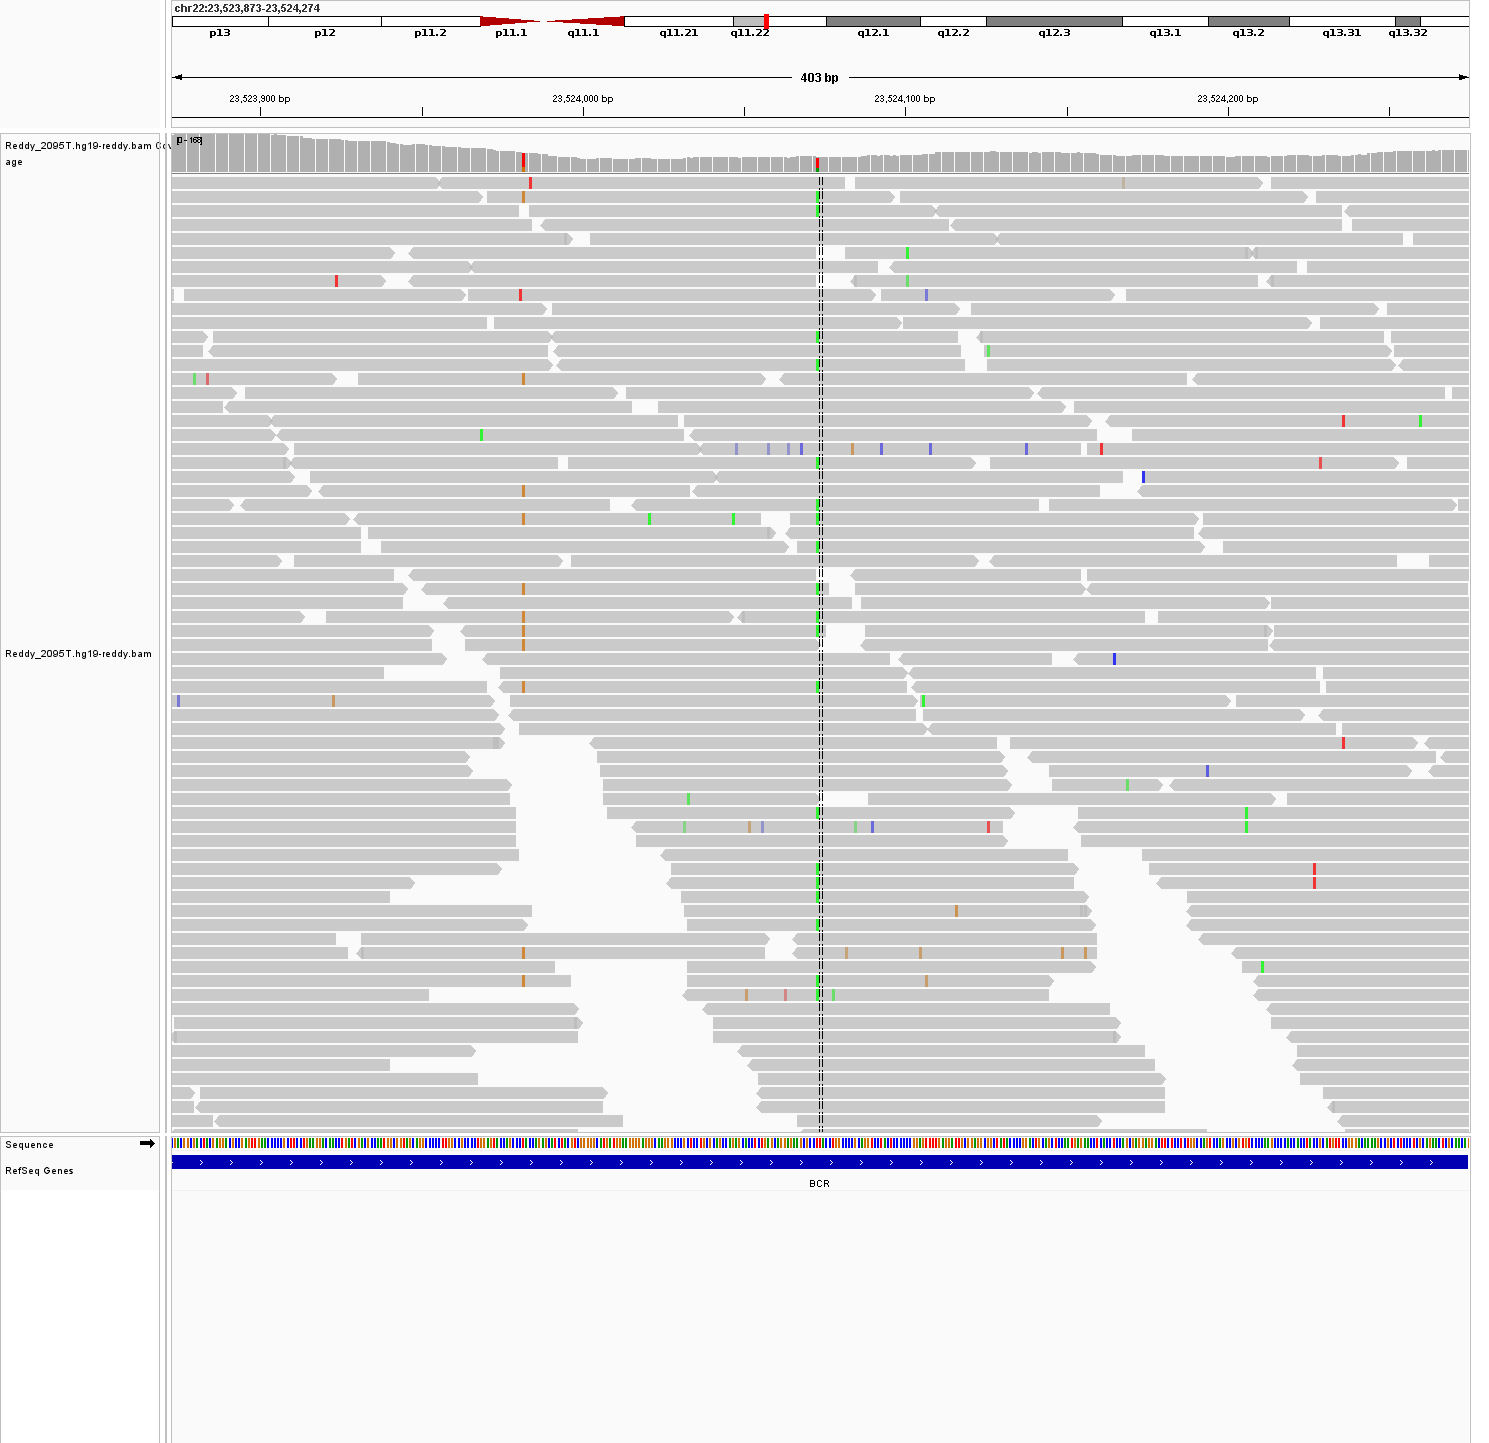 chr22:23,523,873-23,524,274
p13 p12 p11.2 p11.1 q11.1 q11.21 q11.22 q12.1 q12.2 q12.3 q13.1 q13.2 q13.31 q13.32
403 bp
23,523,900 bp 23,524,000 bp 23,524,100 bp 23,524,200 bp
[0 - 168]
Reddy_2095T.hg19-reddy.bam Cov
age
Reddy_2095T.hg19-reddy.bam
Sequence
RefSeq Genes
BCR